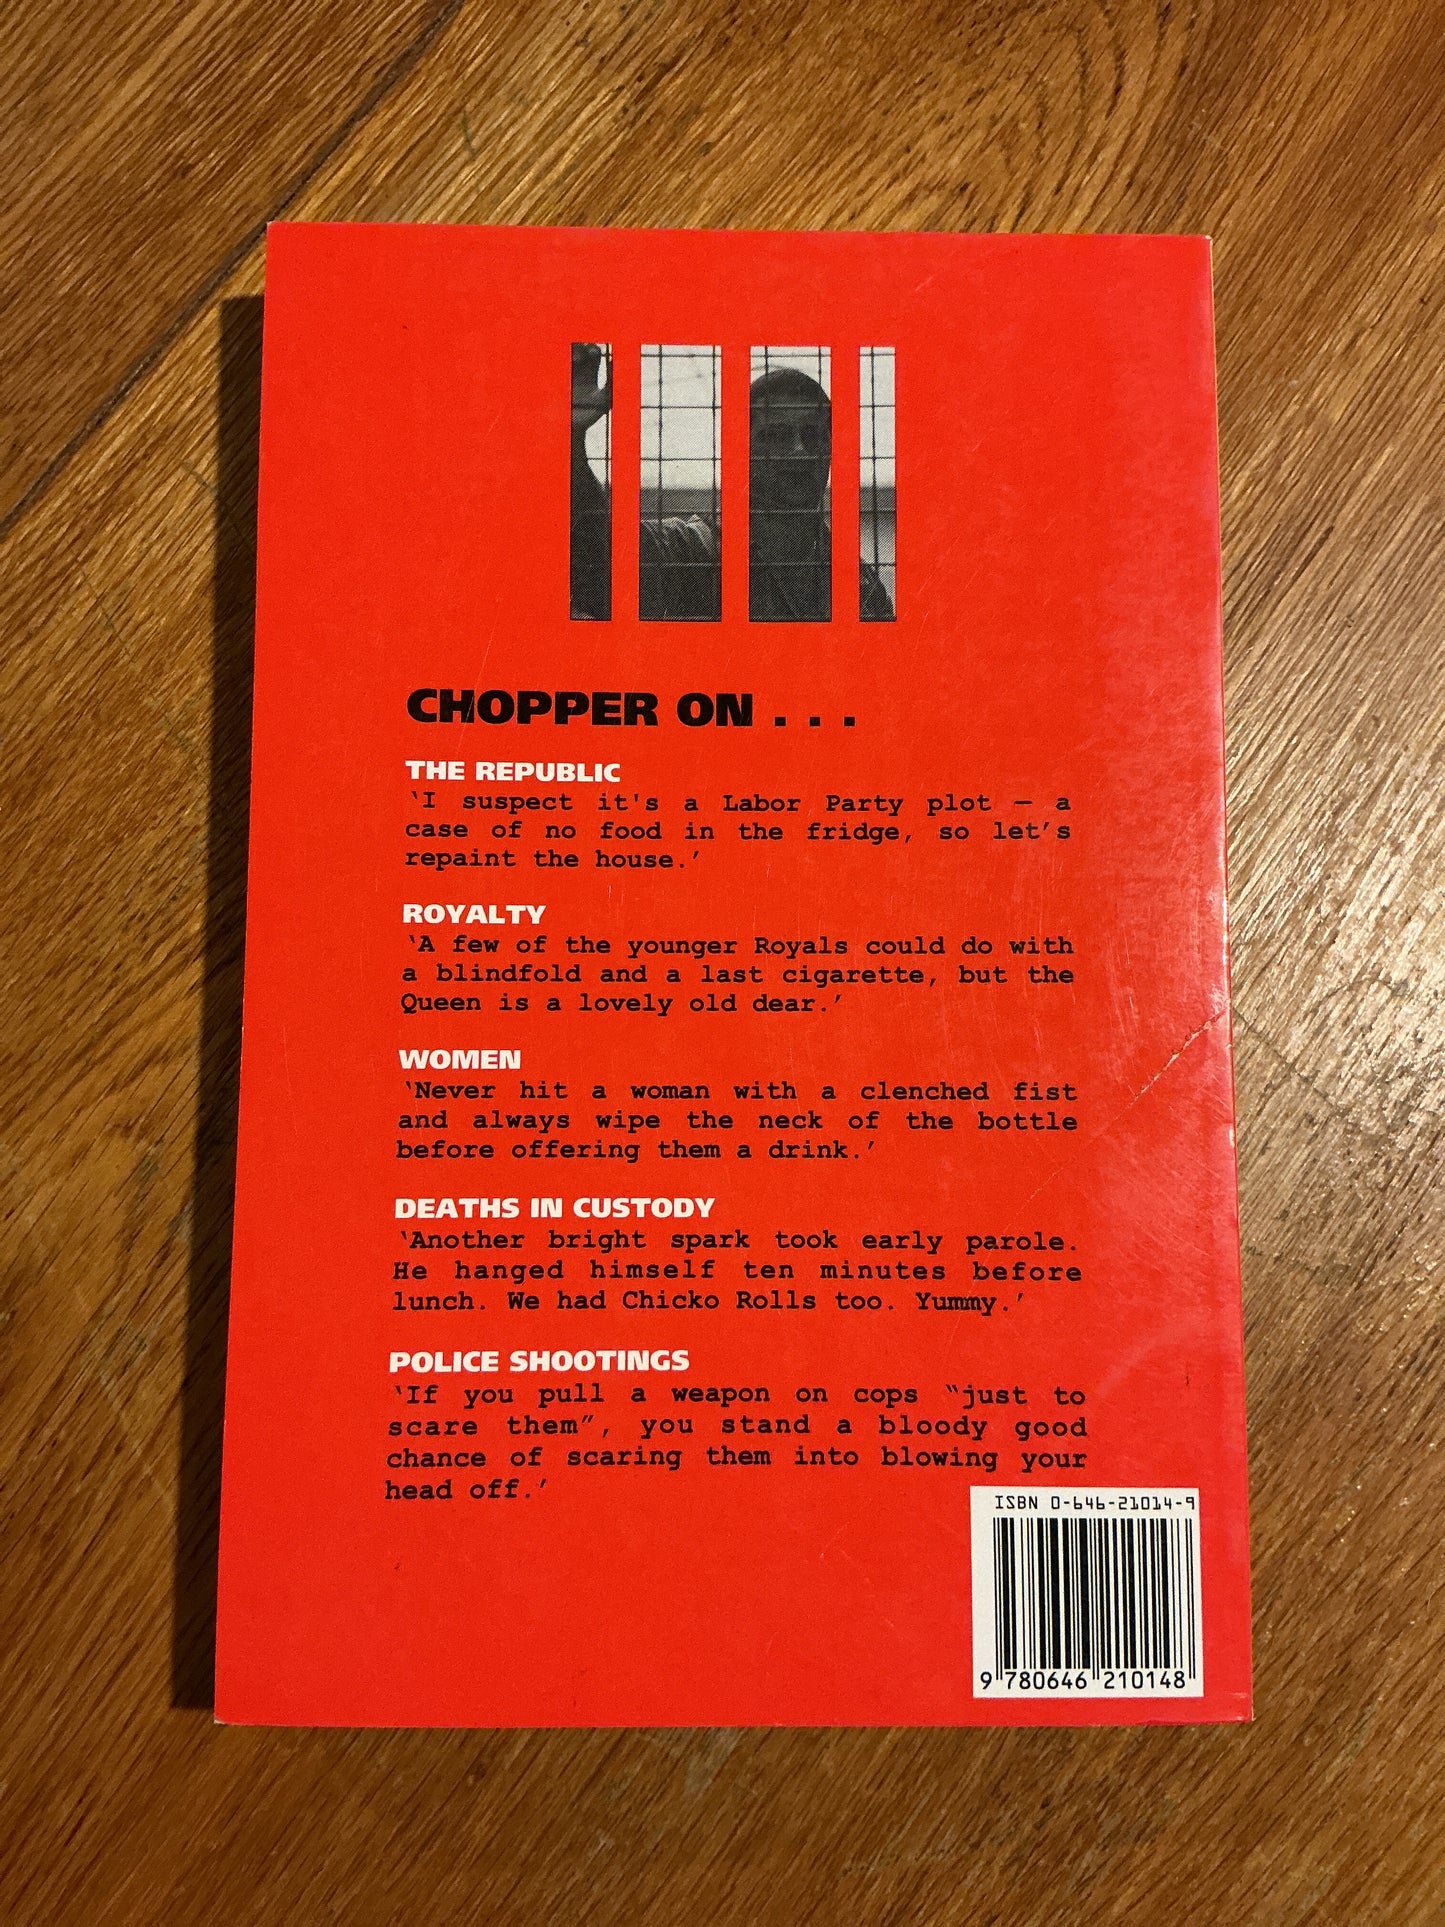 CHOPPER ON . . .
THE REPUBLIC
‘I suspect it's a Labor Party plot — a
case of no food in the fridge, so let’s
repaint the house.’
ROYALTY
‘A few of the younger Royals could do with
a blindfold and a last cigarette, but the
Queen is a lovely old dear.’
WOMEN
‘Never hit a woman with a clenched fist
and always wipe the neck of the bottle
before offering them a drink.’
DEATHS IN CUSTODY
‘Another bright spark took early parole.
He hanged himself ten minutes before
lunch. We had Chicko Rolls too. Yummy.’
POLICE SHOOTINGS
‘If you pull a weapon on cops “just to
scare them”, you stand a bloody good
chance of scaring them into blowing your
head off.’
ISBN 0-646-21014-9
9 780646 210148